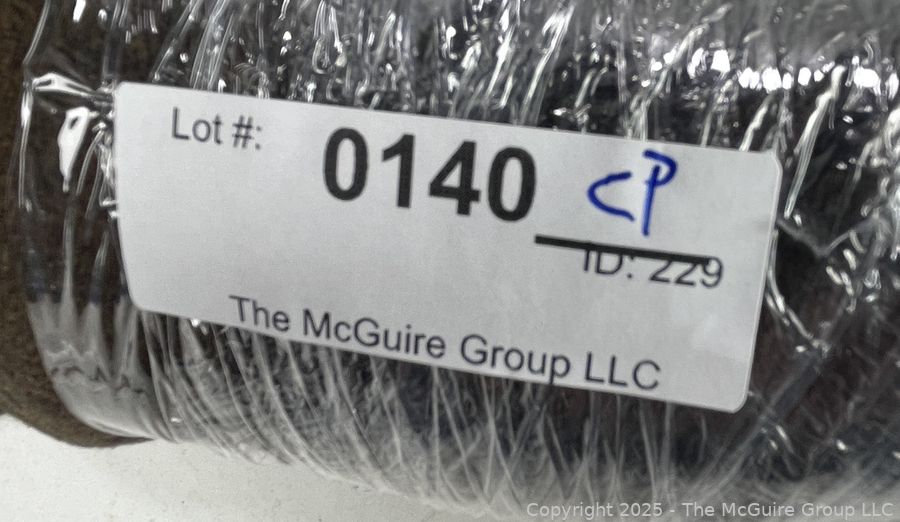 Lot #: 0140 CP
ID: 229
The McGuire Group LLC
Copyright 2025 - The McGuire Group LLC